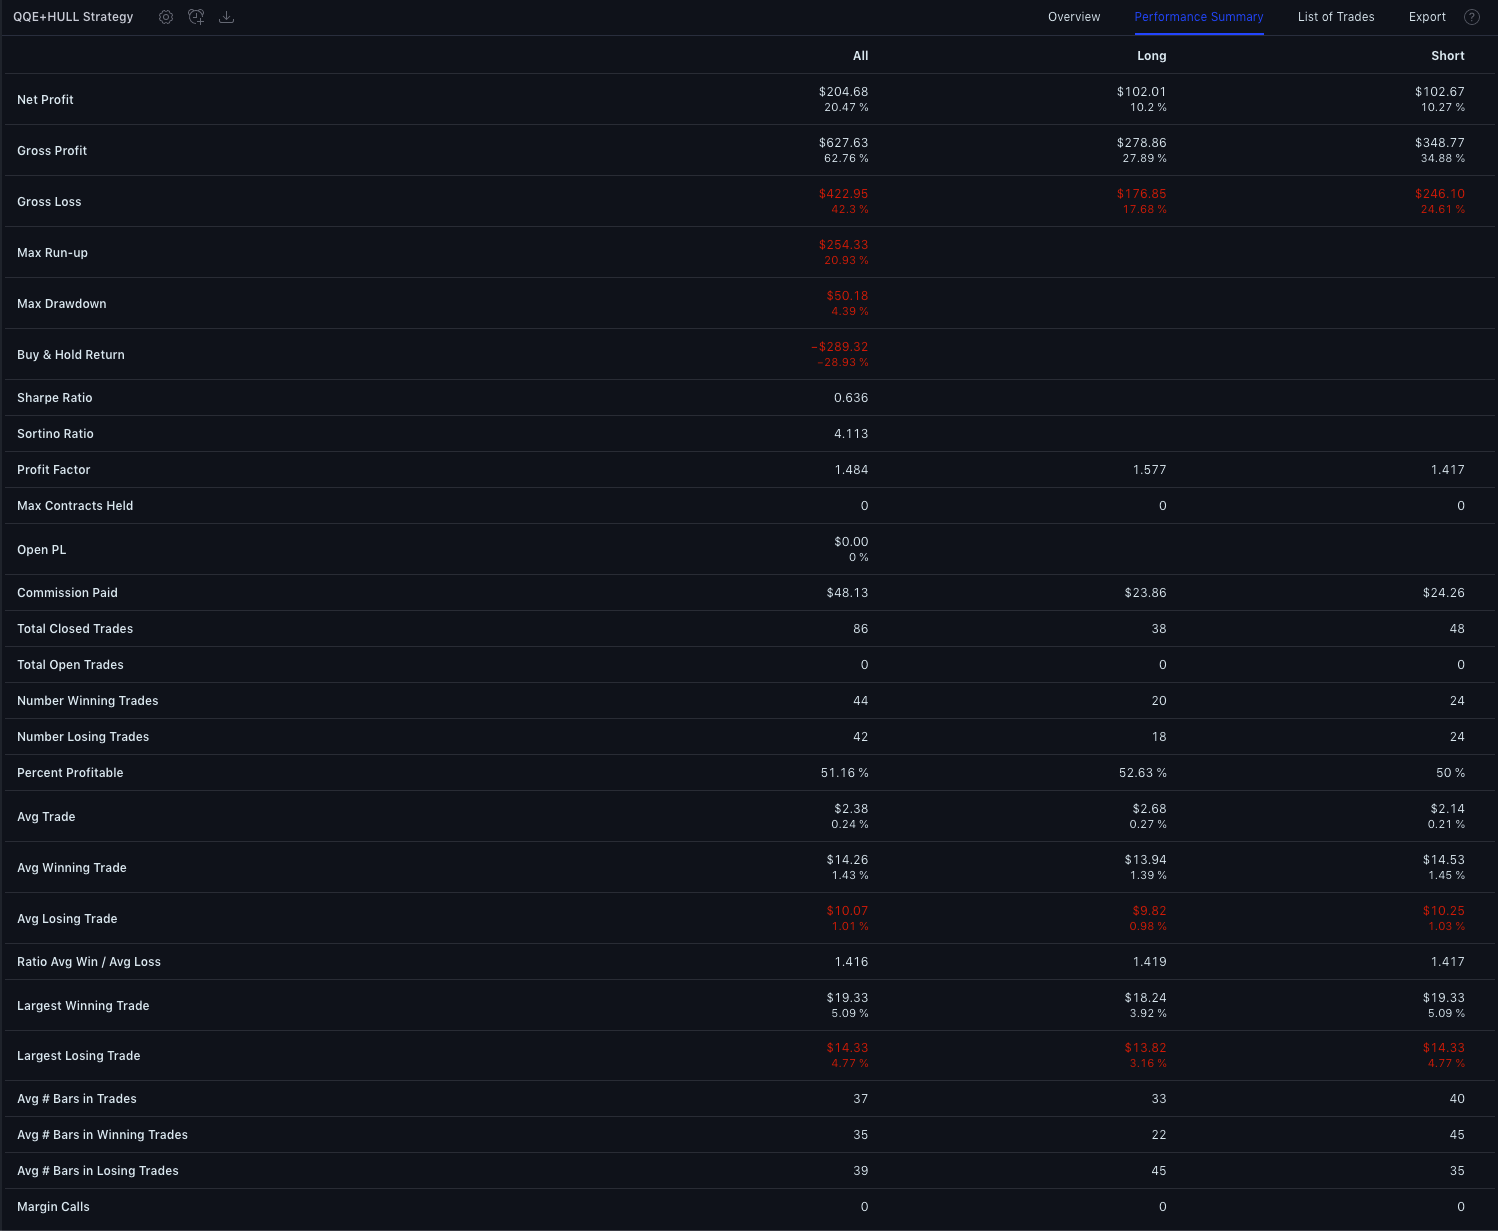 QQE+HULL Strategy Overview Performance Summary List of Trades Export ?
All Long Short
Net Profit $204.68 $102.01 $102.67
20.47 % 10.2 % 10.27 %
Gross Profit $627.63 $278.86 $348.77
62.76 % 27.89 % 34.88 %
Gross Loss $422.95 $176.85 $246.10
42.3 % 17.68 % 24.61 %
Max Run-up $254.33
20.93 %
Max Drawdown $50.18
4.39 %
Buy & Hold Return −$289.32
−28.93 %
Sharpe Ratio 0.636
Sortino Ratio 4.113
Profit Factor 1.484 1.577 1.417
Max Contracts Held 0 0 0
Open PL $0.00
0 %
Commission Paid $48.13 $23.86 $24.26
Total Closed Trades 86 38 48
Total Open Trades 0 0 0
Number Winning Trades 44 20 24
Number Losing Trades 42 18 24
Percent Profitable 51.16 % 52.63 % 50 %
Avg Trade $2.38 $2.68 $2.14
0.24 % 0.27 % 0.21 %
Avg Winning Trade $14.26 $13.94 $14.53
1.43 % 1.39 % 1.45 %
Avg Losing Trade $10.07 $9.82 $10.25
1.01 % 0.98 % 1.03 %
Ratio Avg Win / Avg Loss 1.416 1.419 1.417
Largest Winning Trade $19.33 $18.24 $19.33
5.09 % 3.92 % 5.09 %
Largest Losing Trade $14.33 $13.82 $14.33
4.77 % 3.16 % 4.77 %
Avg # Bars in Trades 37 33 40
Avg # Bars in Winning Trades 35 22 45
Avg # Bars in Losing Trades 39 45 35
Margin Calls 0 0 0